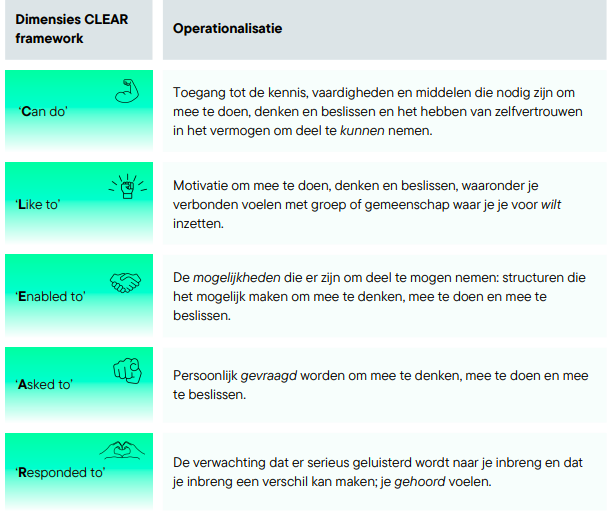 Dimensies CLEAR
framework
Operationalisatie
‘Can do’
Toegang tot de kennis, vaardigheden en middelen die nodig zijn om
mee te doen, denken en beslissen en het hebben van zelfvertrouwen
in het vermogen om deel te kunnen nemen.
‘Like to’
Motivatie om mee te doen, denken en beslissen, waaronder je
verbonden voelen met groep of gemeenschap waar je je voor wilt
inzetten.
‘Enabled to’
De mogelijkheden die er zijn om deel te mogen nemen: structuren die
het mogelijk maken om mee te denken, mee te doen en mee te
beslissen.
‘Asked to’
Persoonlijk gevraagd worden om mee te denken, mee te doen en mee
te beslissen.
‘Responded to’
De verwachting dat er serieus geluisterd wordt naar je inbreng en dat
je inbreng een verschil kan maken; je gehoord voelen.